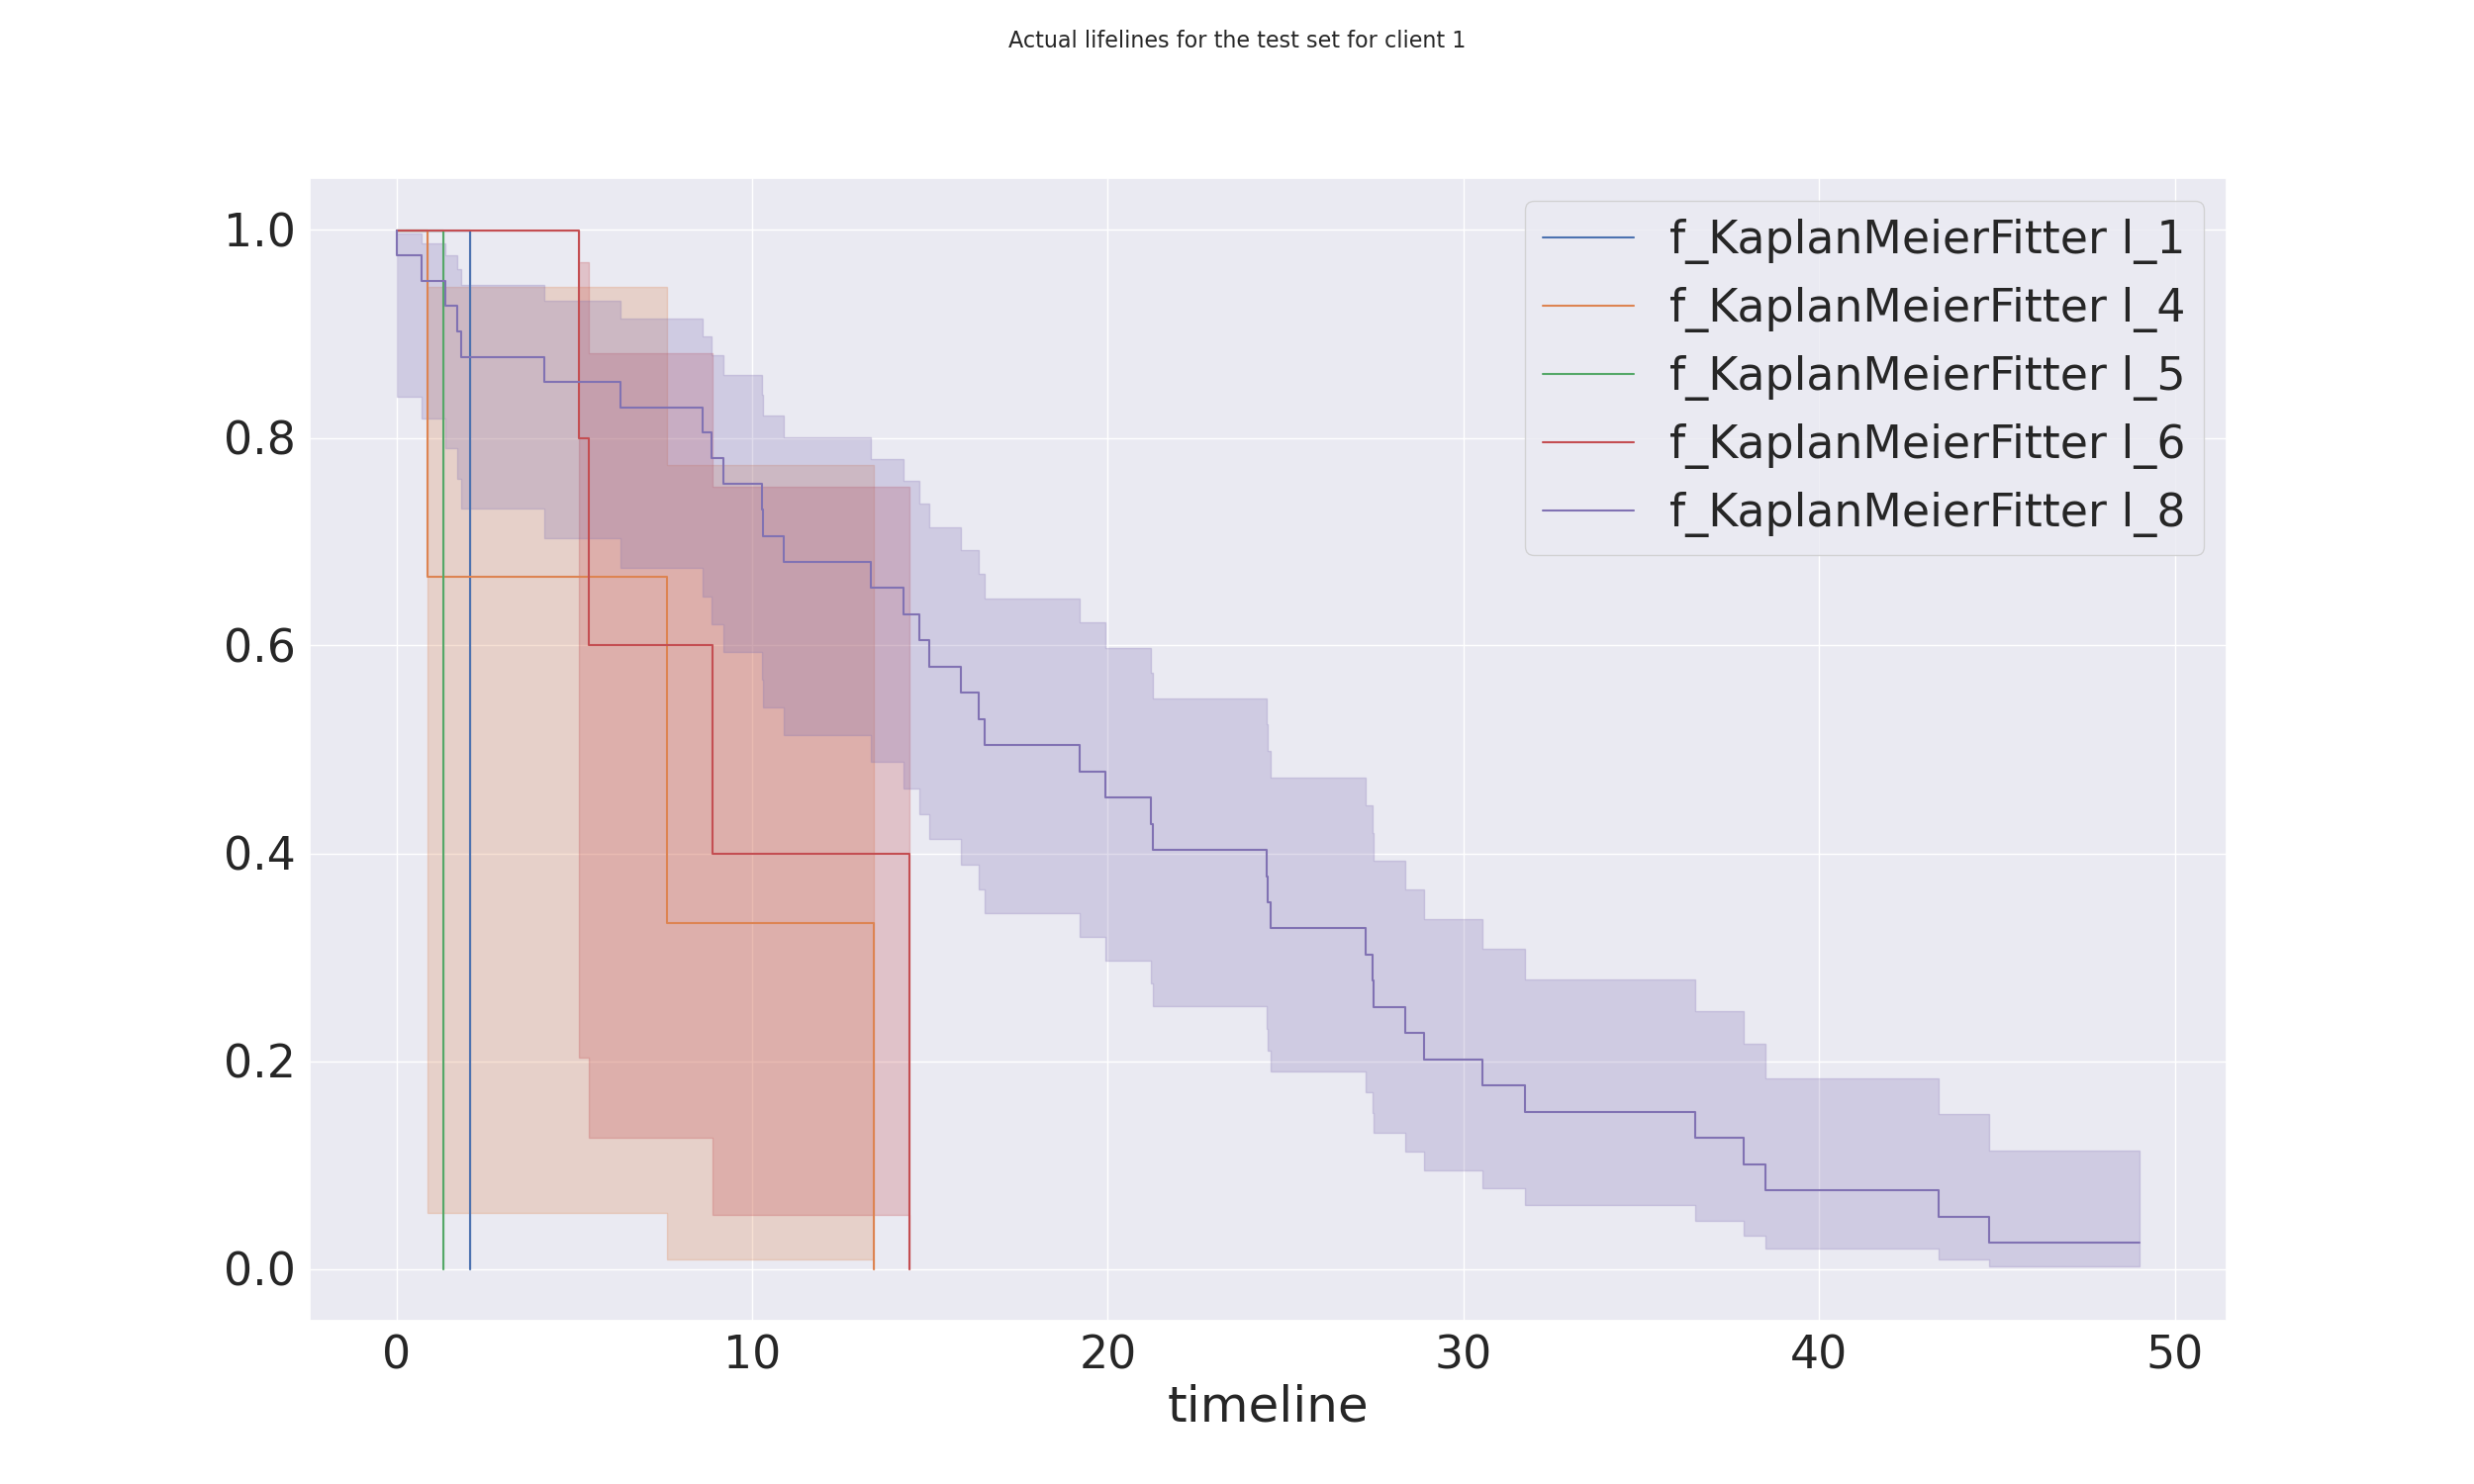 Actual lifelines for the test set for client 1
1.0
0.8
0.6
0.4
0.2
0.0
f_KaplanMeierFitter l_1
f_KaplanMeierFitter l_4
f_KaplanMeierFitter l_5
f_KaplanMeierFitter l_6
f_KaplanMeierFitter l_8
0 10 20 30 40 50
timeline